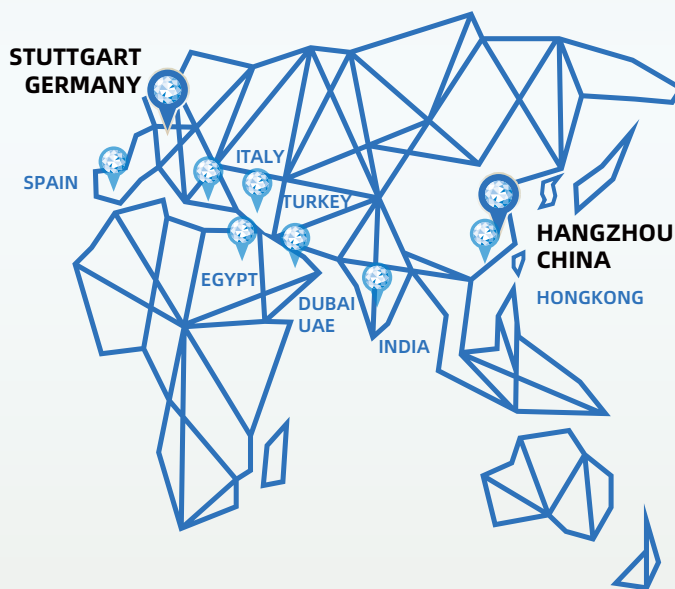 STUTTGART
GERMANY
ITALY
SPAIN
TURKEY
HANGZHOU
CHINA
EGYPT
DUBAI
UAE
HONGKONG
INDIA